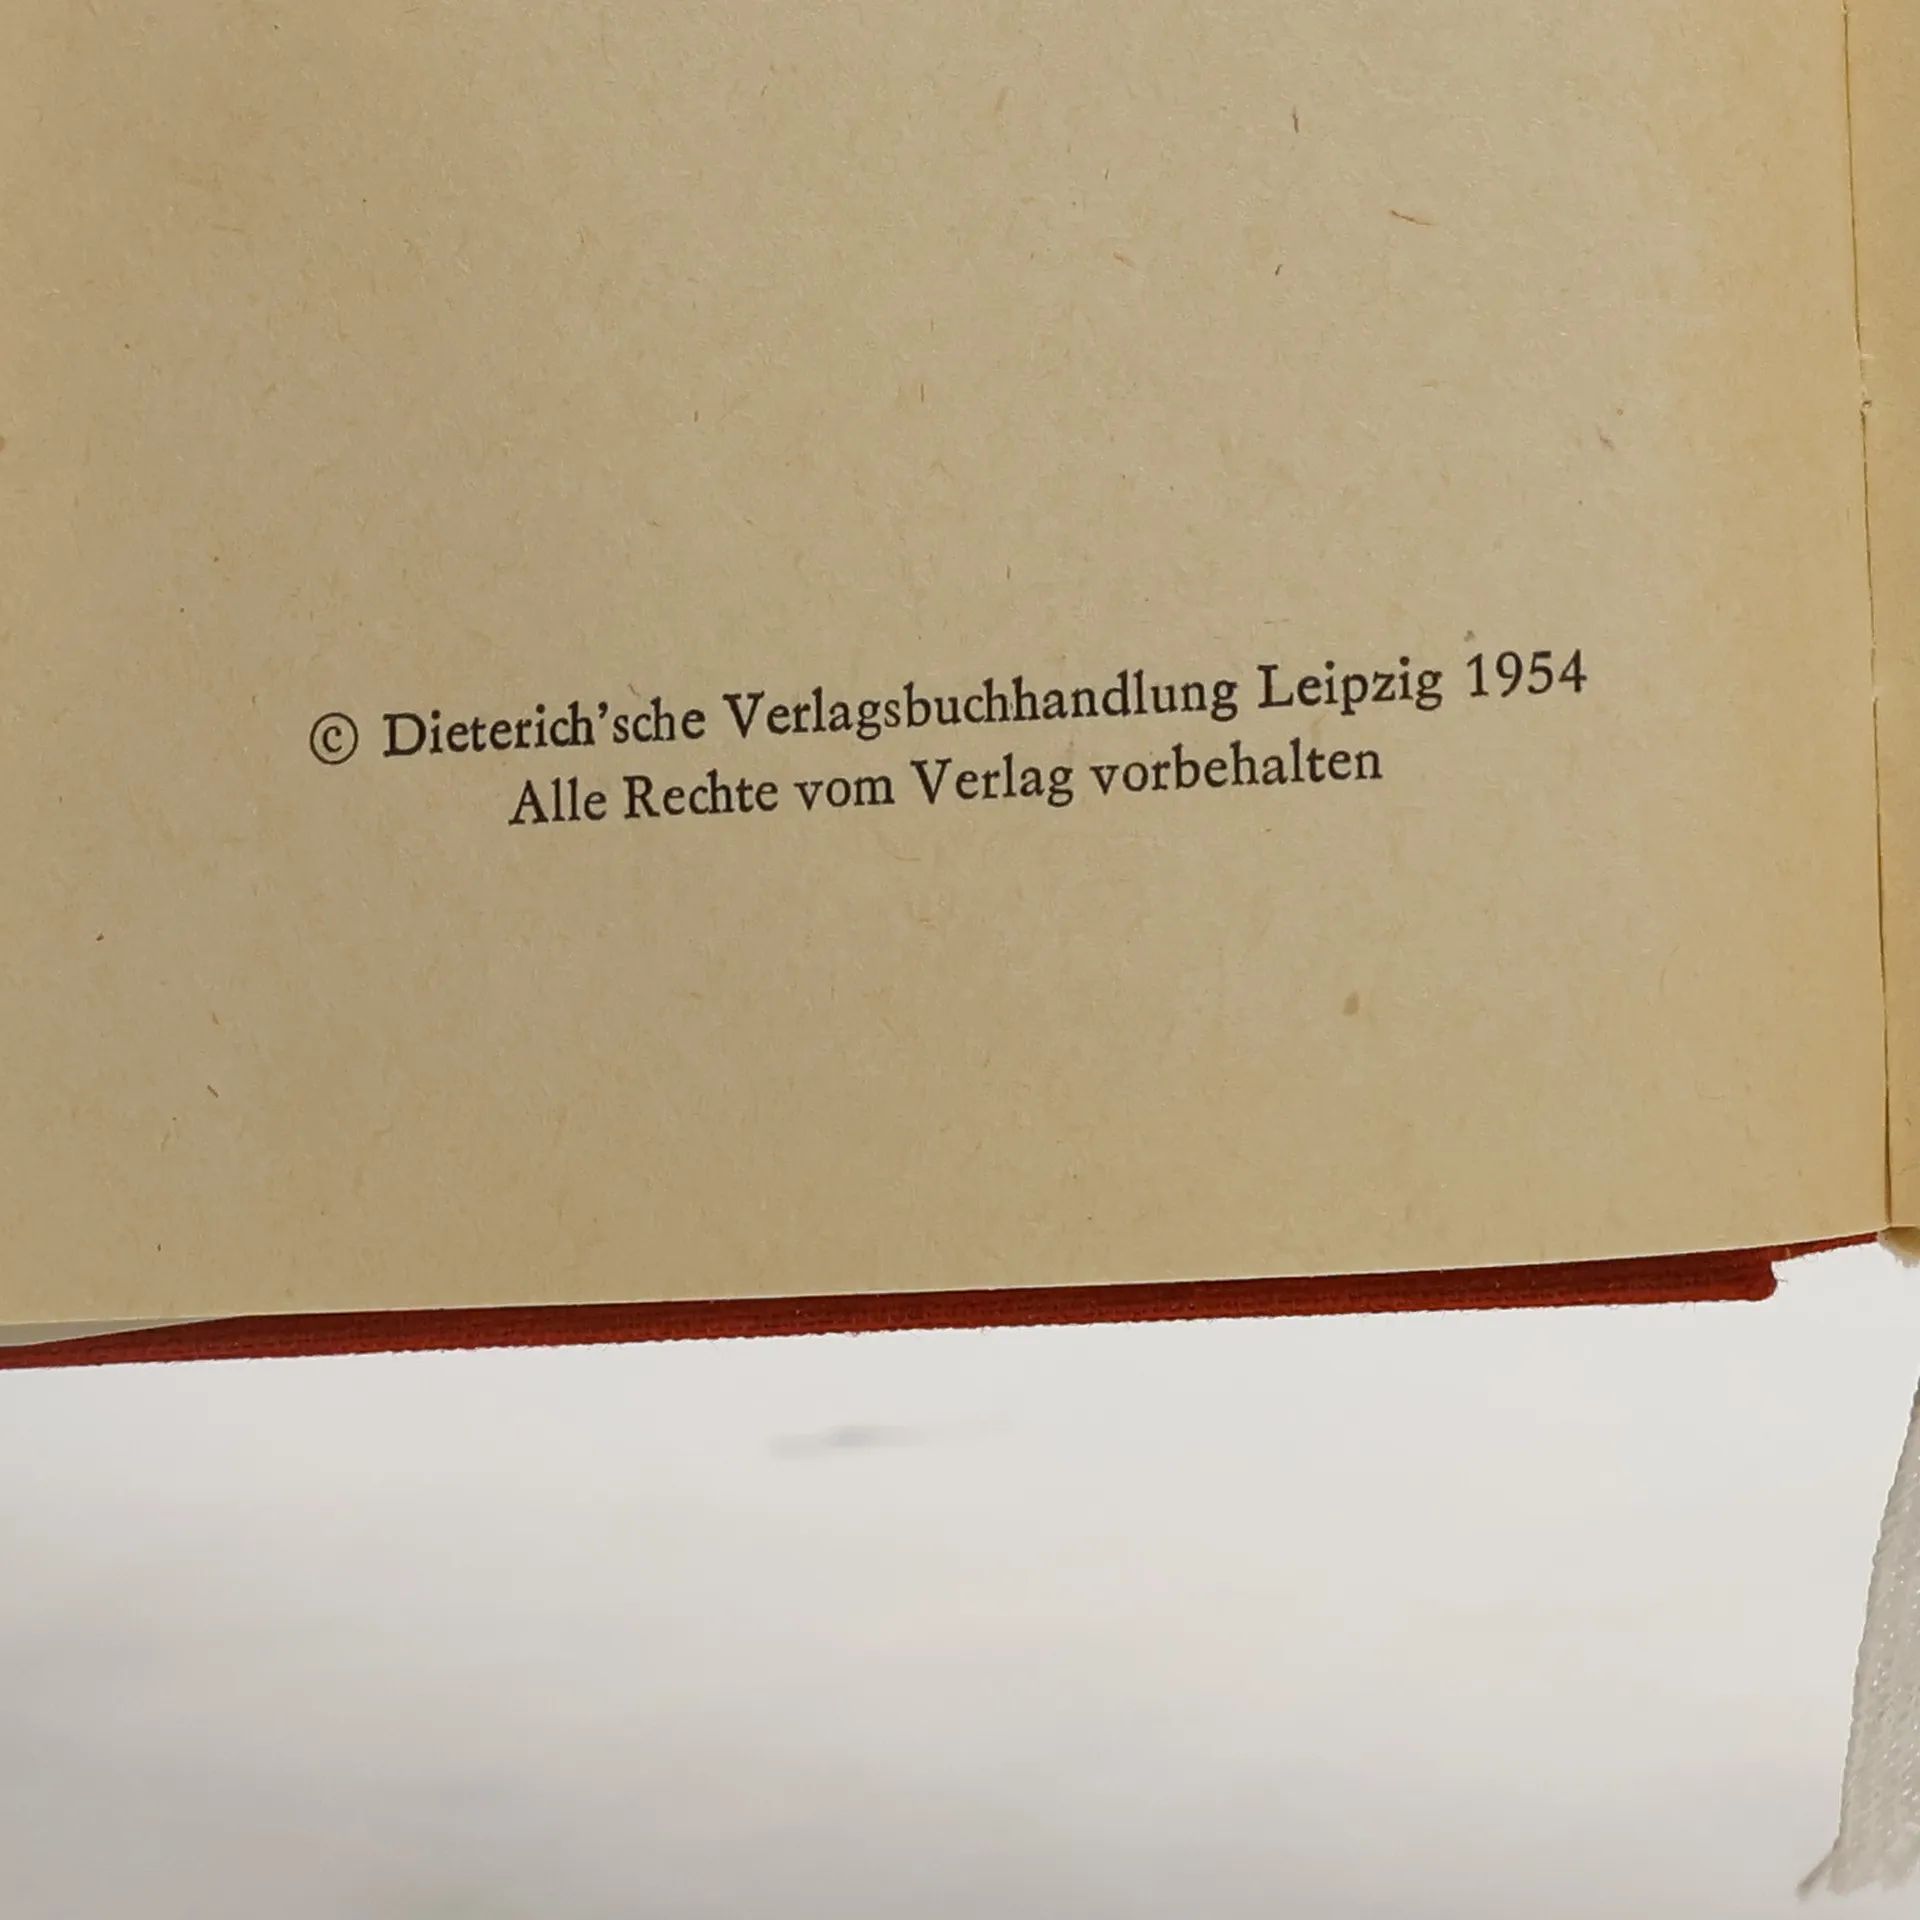 © Dieterich'sche Verlagsbuchhandlung Leipzig 1954
Alle Rechte vom Verlag vorbehalten